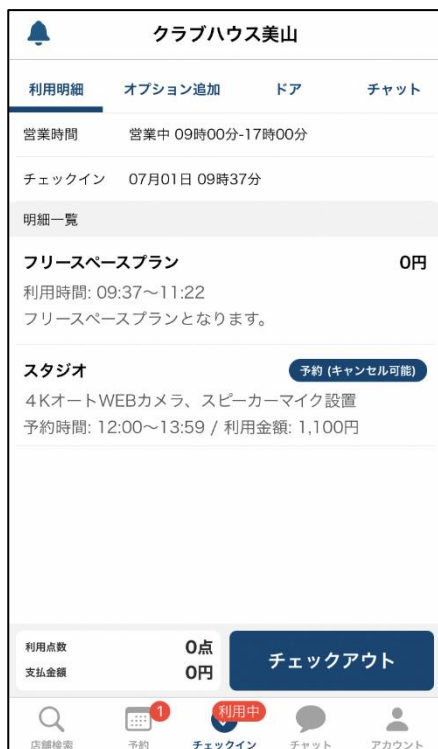 クラブハウス美山
利用明細 オプション追加 ドア チャット
営業時間 営業中 09時00分-17時00分
チェックイン 07月01日 09時37分
明細一覧
フリースペースプラン 0円
利用時間: 09:37〜11:22
フリースペースプランとなります。
スタジオ 予約 (キャンセル可能)
4KオートWEBカメラ、スピーカーマイク設置
予約時間: 12:00〜13:59 / 利用金額: 1,100円
利用点数 0点
支払金額 0円
チェックアウト
1 利用中
店舗検索 予約 チェックイン チャット アカウント